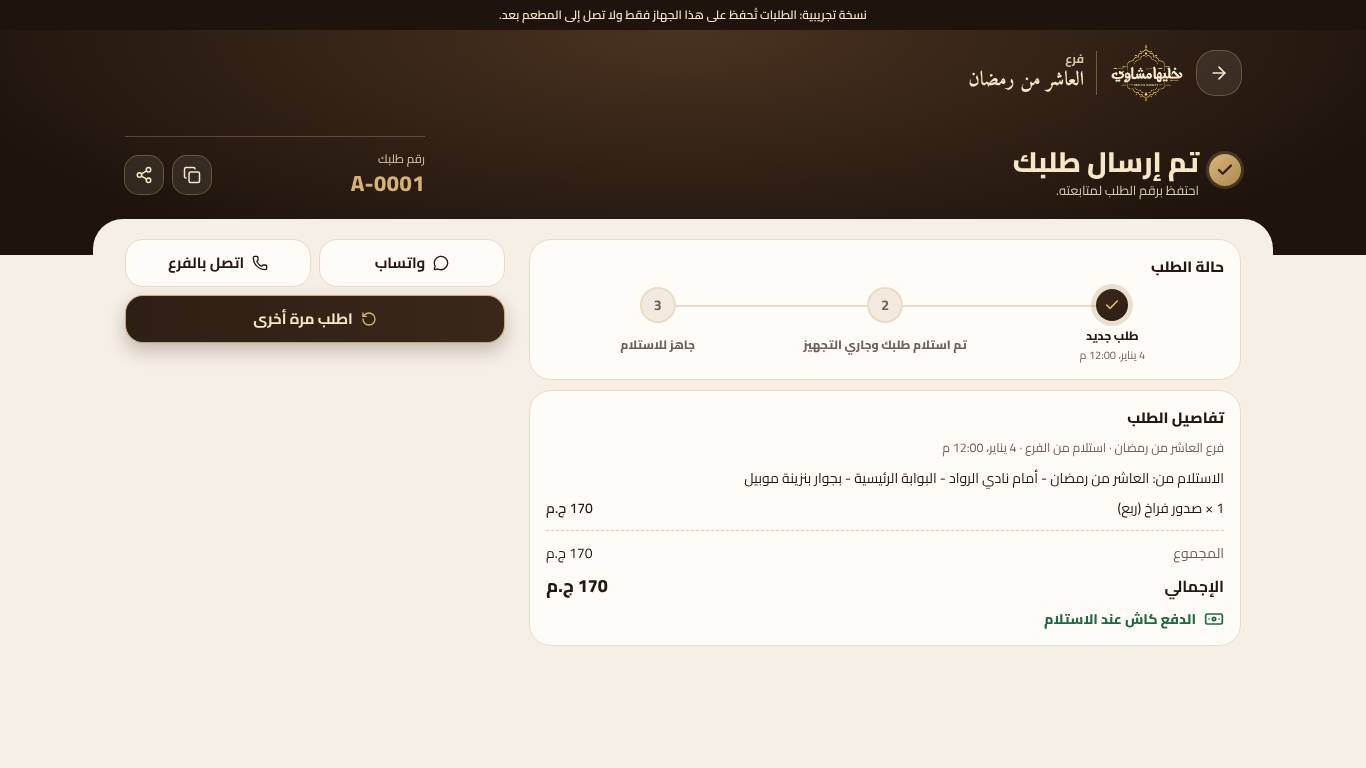 نسخة تجريبية: الطلبات تُحفظ على هذا الجهاز فقط ولا تصل إلى المطعم بعد.
خليها مشاوي
فرع
العاشر من رمضان
تم إرسال طلبك
احتفظ برقم الطلب لمتابعته.
رقم طلبك
A-0001
حالة الطلب
طلب جديد
4 يناير، 12:00 م
2
تم استلام طلبك وجاري التجهيز
3
جاهز للاستلام
واتساب
اتصل بالفرع
اطلب مرة أخرى
تفاصيل الطلب
فرع العاشر من رمضان · استلام من الفرع · 4 يناير، 12:00 م
الاستلام من: العاشر من رمضان - أمام نادي الرواد - البوابة الرئيسية - بجوار بنزينة موبيل
1 × صدور فراخ (ربع) 170 ج.م
المجموع 170 ج.م
الإجمالي 170 ج.م
الدفع كاش عند الاستلام